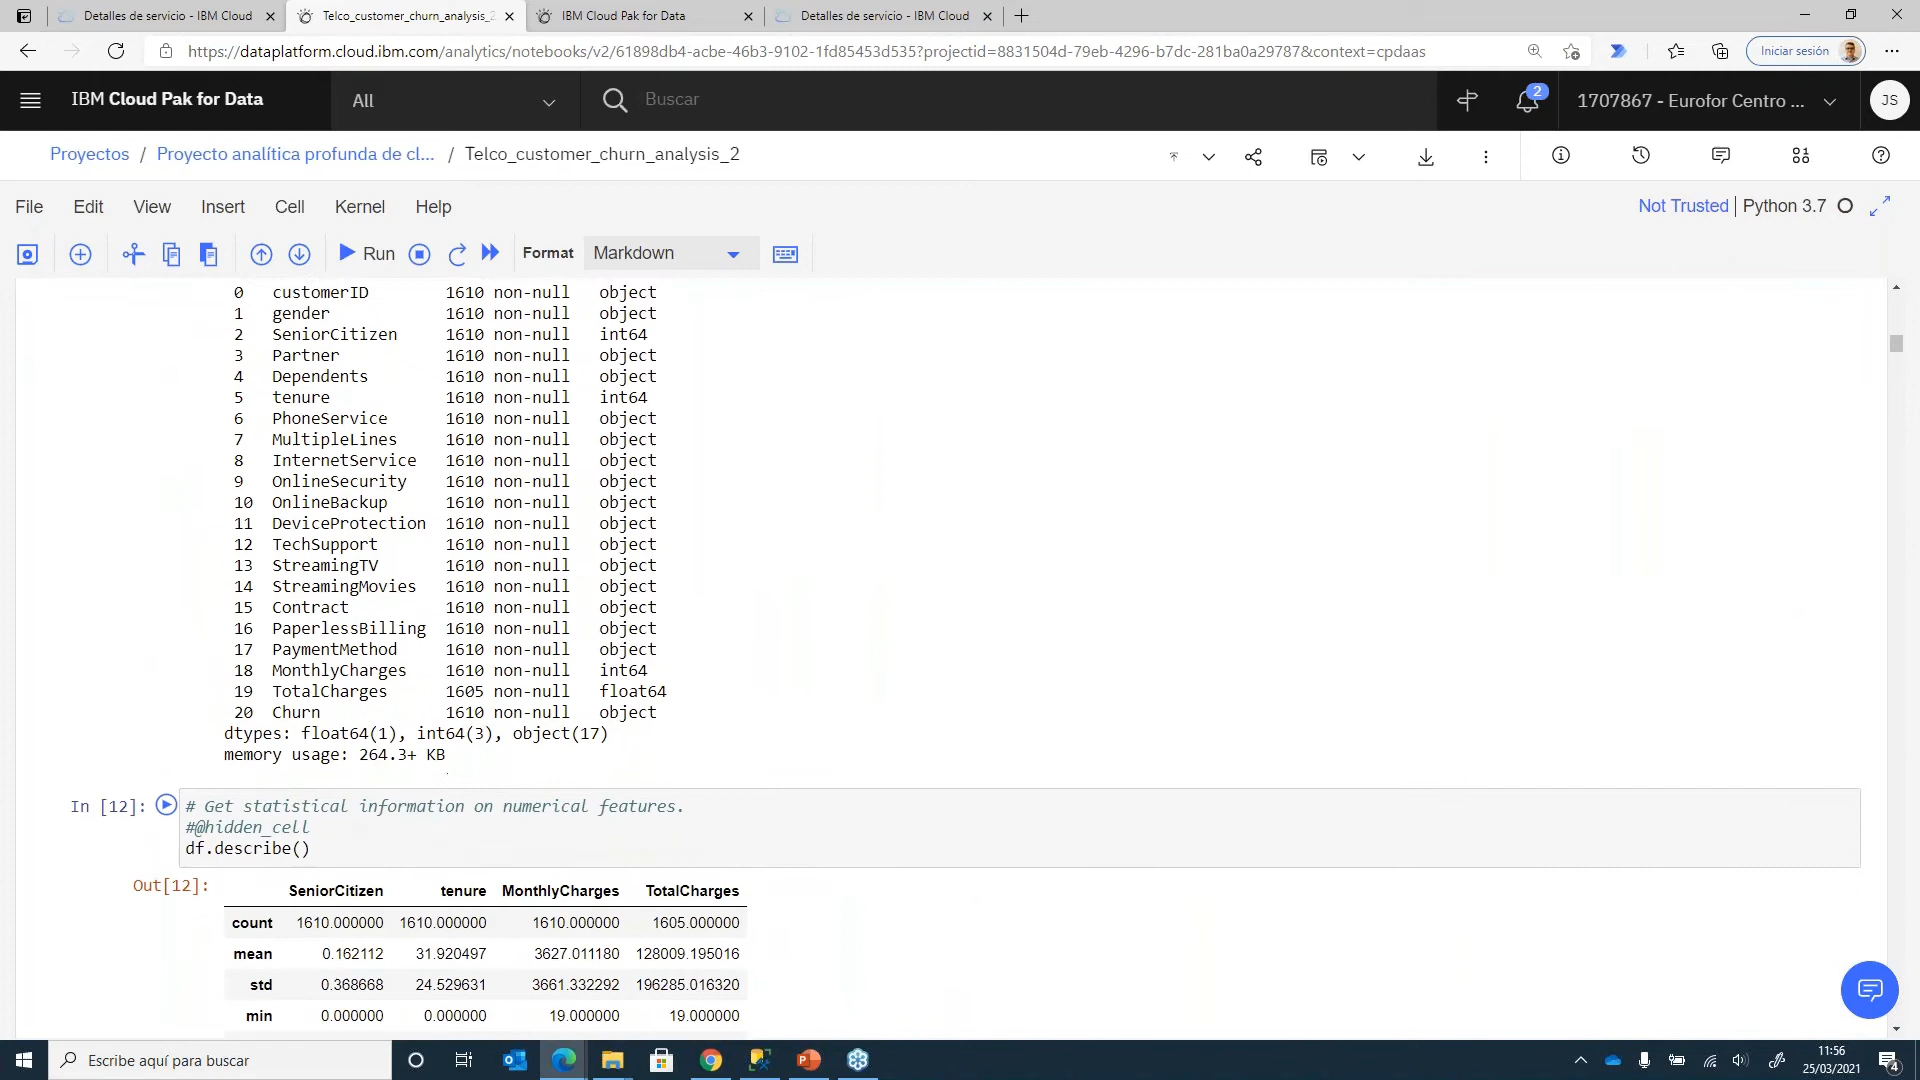 Detalles de servicio - IBM Cloud
Telco_customer_churn_analysis_2
IBM Cloud Pak for Data
Detalles de servicio - IBM Cloud
https://dataplatform.cloud.ibm.com/analytics/notebooks/v2/61898db4-acbe-46b3-9102-1fd85453d535?projectid=8831504d-79eb-4296-b7dc-281ba0a29787&context=cpdaas
Iniciar sesión
IBM Cloud Pak for Data
All
Buscar
2
1707867 - Eurofor Centro ...
JS
Proyectos / Proyecto analítica profunda de cl... / Telco_customer_churn_analysis_2
File Edit View Insert Cell Kernel Help
Not Trusted | Python 3.7
Run
Format
Markdown
0 customerID 1610 non-null object
1 gender 1610 non-null object
2 SeniorCitizen 1610 non-null int64
3 Partner 1610 non-null object
4 Dependents 1610 non-null object
5 tenure 1610 non-null int64
6 PhoneService 1610 non-null object
7 MultipleLines 1610 non-null object
8 InternetService 1610 non-null object
9 OnlineSecurity 1610 non-null object
10 OnlineBackup 1610 non-null object
11 DeviceProtection 1610 non-null object
12 TechSupport 1610 non-null object
13 StreamingTV 1610 non-null object
14 StreamingMovies 1610 non-null object
15 Contract 1610 non-null object
16 PaperlessBilling 1610 non-null object
17 PaymentMethod 1610 non-null object
18 MonthlyCharges 1610 non-null int64
19 TotalCharges 1605 non-null float64
20 Churn 1610 non-null object
dtypes: float64(1), int64(3), object(17)
memory usage: 264.3+ KB
In [12]:
# Get statistical information on numerical features.
#@hidden_cell
df.describe()
Out[12]:
SeniorCitizen tenure MonthlyCharges TotalCharges
count 1610.000000 1610.000000 1610.000000 1605.000000
mean 0.162112 31.920497 3627.011180 128009.195016
std 0.368668 24.529631 3661.332292 196285.016320
min 0.000000 0.000000 19.000000 19.000000
Escribe aquí para buscar
11:56
25/03/2021
4